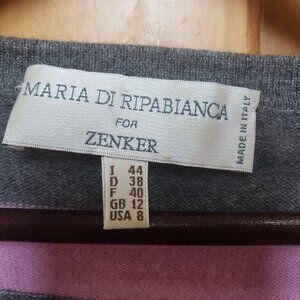 MARIA DI RIPABIANCA
FOR
ZENKER
MADE IN ITALY
I 44
D 38
F 40
GB 12
USA 8